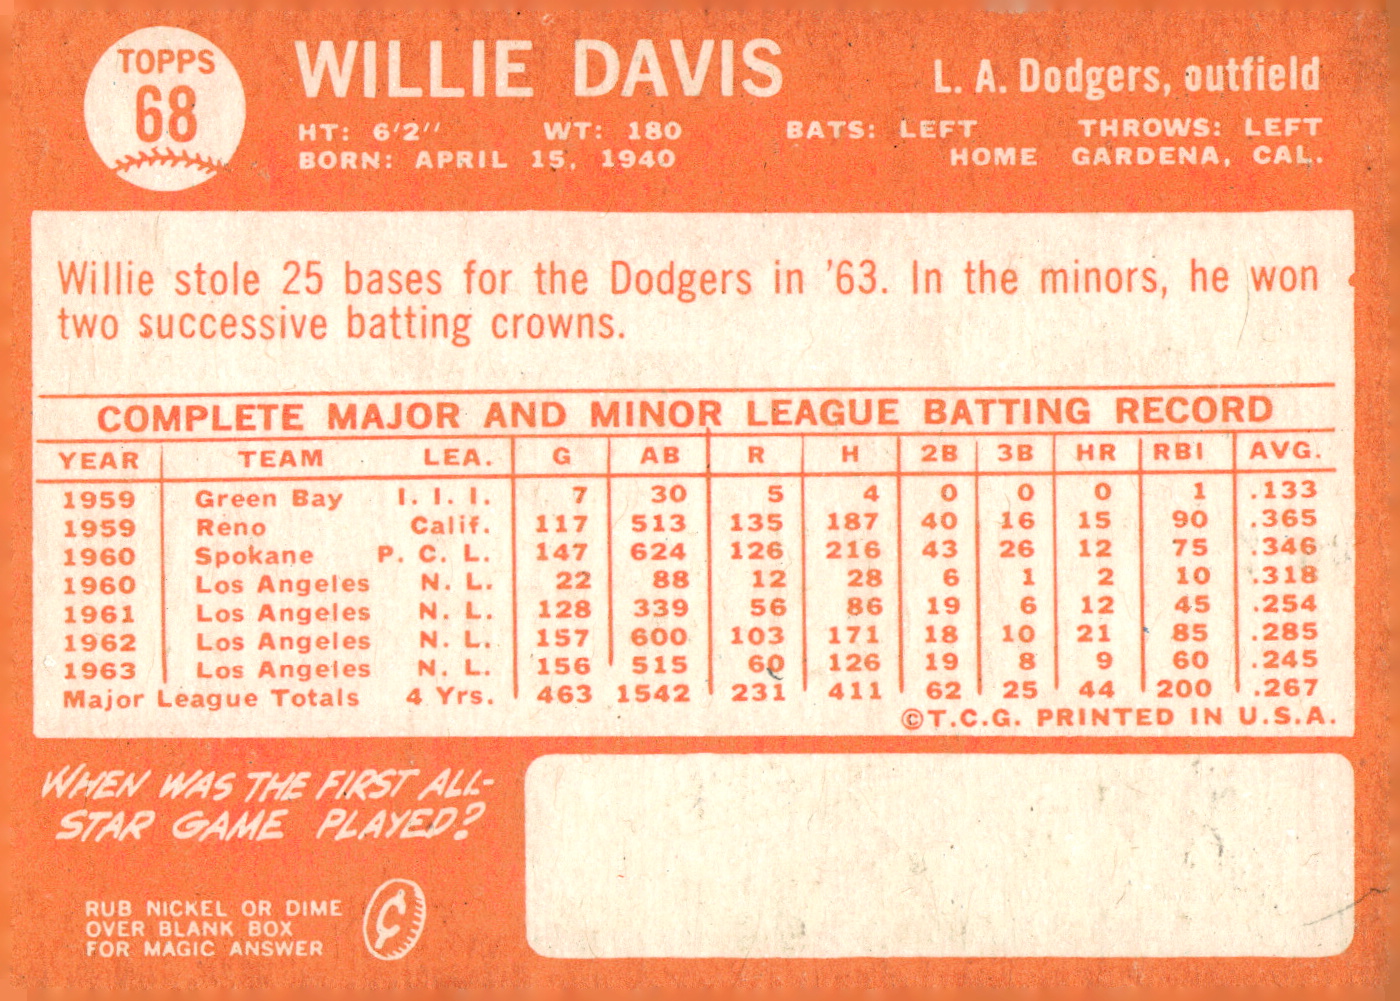 TOPPS
68
WILLIE DAVIS
L. A. Dodgers, outfield
HT: 6'2" WT: 180 BATS: LEFT THROWS: LEFT
BORN: APRIL 15, 1940 HOME GARDENA, CAL.
Willie stole 25 bases for the Dodgers in '63. In the minors, he won
two successive batting crowns.
COMPLETE MAJOR AND MINOR LEAGUE BATTING RECORD
YEAR TEAM LEA. G AB R H 2B 3B HR RBI AVG.
1959 Green Bay I. I. I. 7 30 5 4 0 0 0 1 .133
1959 Reno Calif. 117 513 135 187 40 16 15 90 .365
1960 Spokane P. C. L. 147 624 126 216 43 26 12 75 .346
1960 Los Angeles N. L. 22 88 12 28 6 1 2 10 .318
1961 Los Angeles N. L. 128 339 56 86 19 6 12 45 .254
1962 Los Angeles N. L. 157 600 103 171 18 10 21 85 .285
1963 Los Angeles N. L. 156 515 60 126 19 8 9 60 .245
Major League Totals 4 Yrs. 463 1542 231 411 62 25 44 200 .267
©T.C.G. PRINTED IN U.S.A.
WHEN WAS THE FIRST ALL-
STAR GAME PLAYED?
RUB NICKEL OR DIME
OVER BLANK BOX
FOR MAGIC ANSWER
¢